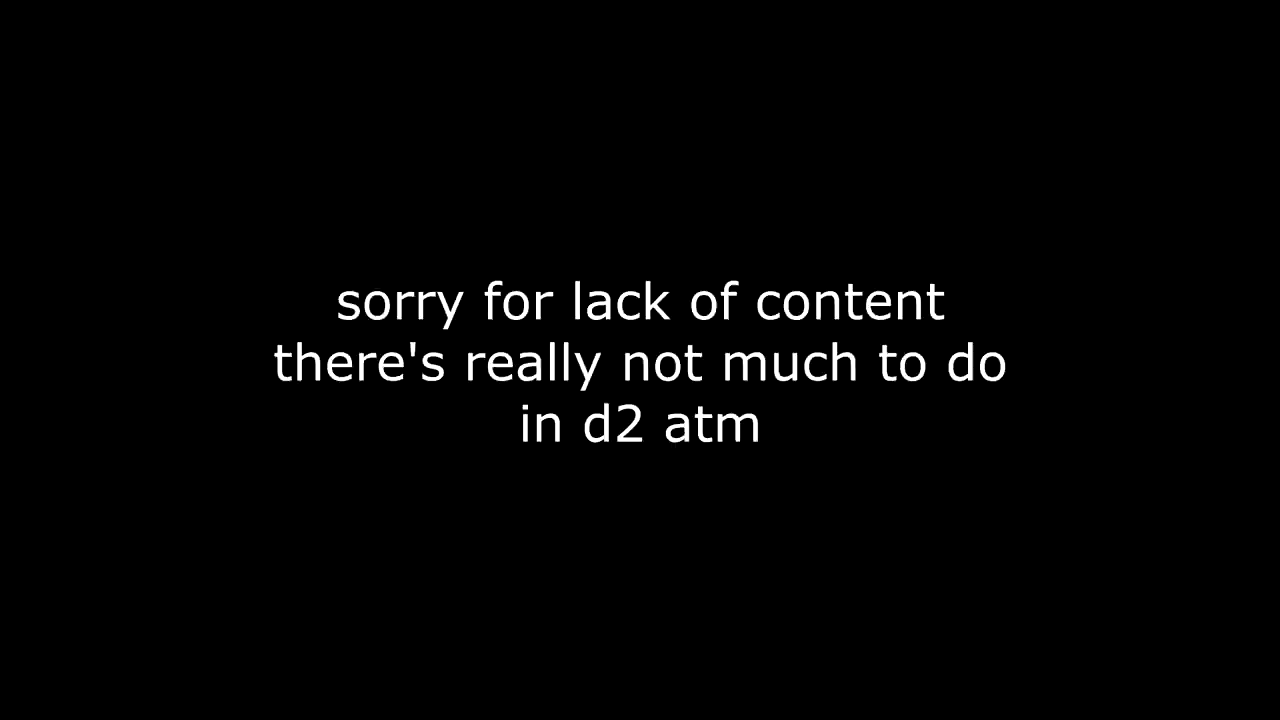 sorry for lack of content
there's really not much to do
in d2 atm